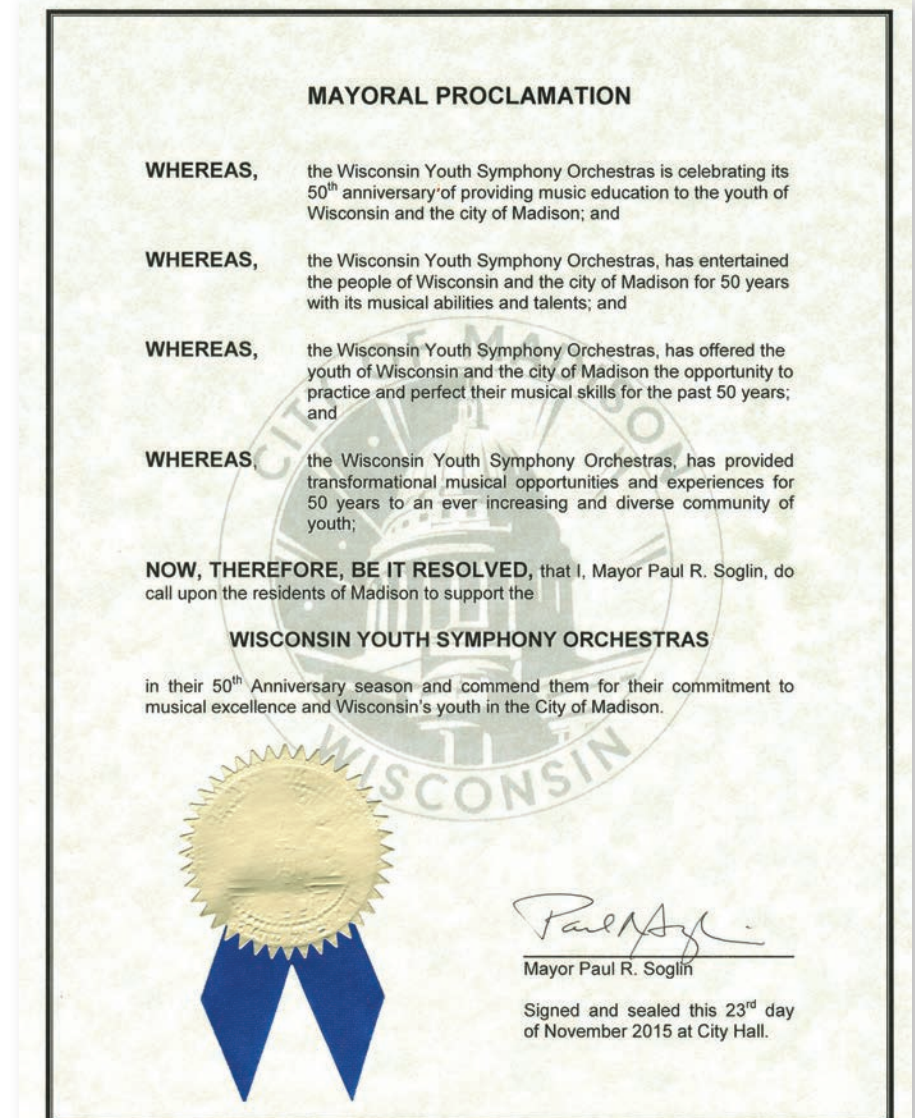 MAYORAL PROCLAMATION
WHEREAS, the Wisconsin Youth Symphony Orchestras is celebrating its
50th anniversary of providing music education to the youth of
Wisconsin and the city of Madison; and
WHEREAS, the Wisconsin Youth Symphony Orchestras, has entertained
the people of Wisconsin and the city of Madison for 50 years
with its musical abilities and talents; and
WHEREAS, the Wisconsin Youth Symphony Orchestras, has offered the
youth of Wisconsin and the city of Madison the opportunity to
practice and perfect their musical skills for the past 50 years;
and
WHEREAS, the Wisconsin Youth Symphony Orchestras, has provided
transformational musical opportunities and experiences for
50 years to an ever increasing and diverse community of
youth;
NOW, THEREFORE, BE IT RESOLVED, that I, Mayor Paul R. Soglin, do
call upon the residents of Madison to support the
WISCONSIN YOUTH SYMPHONY ORCHESTRAS
in their 50th Anniversary season and commend them for their commitment to
musical excellence and Wisconsin's youth in the City of Madison.
CITY OF MADISON
WISCONSIN
Mayor Paul R. Soglin
Signed and sealed this 23rd day
of November 2015 at City Hall.